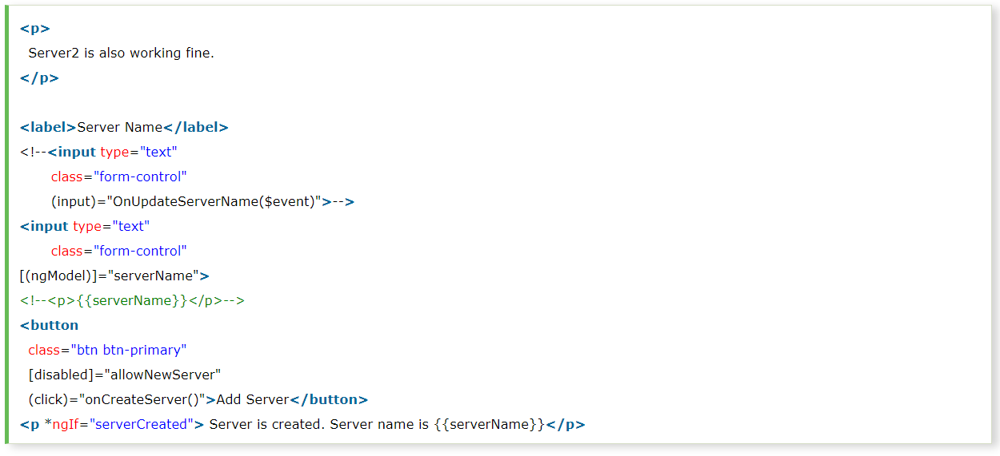 <p>
Server2 is also working fine.
</p>
<label>Server Name</label>
<!--<input type="text"
class="form-control"
(input)="OnUpdateServerName($event)">-->
<input type="text"
class="form-control"
[(ngModel)]="serverName">
<!--<p>{{serverName}}</p>-->
<button
class="btn btn-primary"
[disabled]="allowNewServer"
(click)="onCreateServer()">Add Server</button>
<p *ngIf="serverCreated"> Server is created. Server name is {{serverName}}</p>